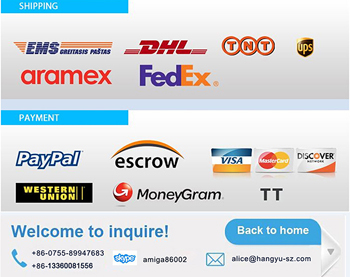 SHIPPING
EMS GREITASIS PAŠTAS
DHL
TNT
ups
aramex
FedEx
PAYMENT
PayPal
escrow
VISA
MasterCard
DISCOVER NETWORK
WESTERN UNION
MoneyGram
TT
Welcome to inquire!
Back to home
+86-0755-89947683
+86-13360081556
skype
amiga86002
alice@hangyu-sz.com